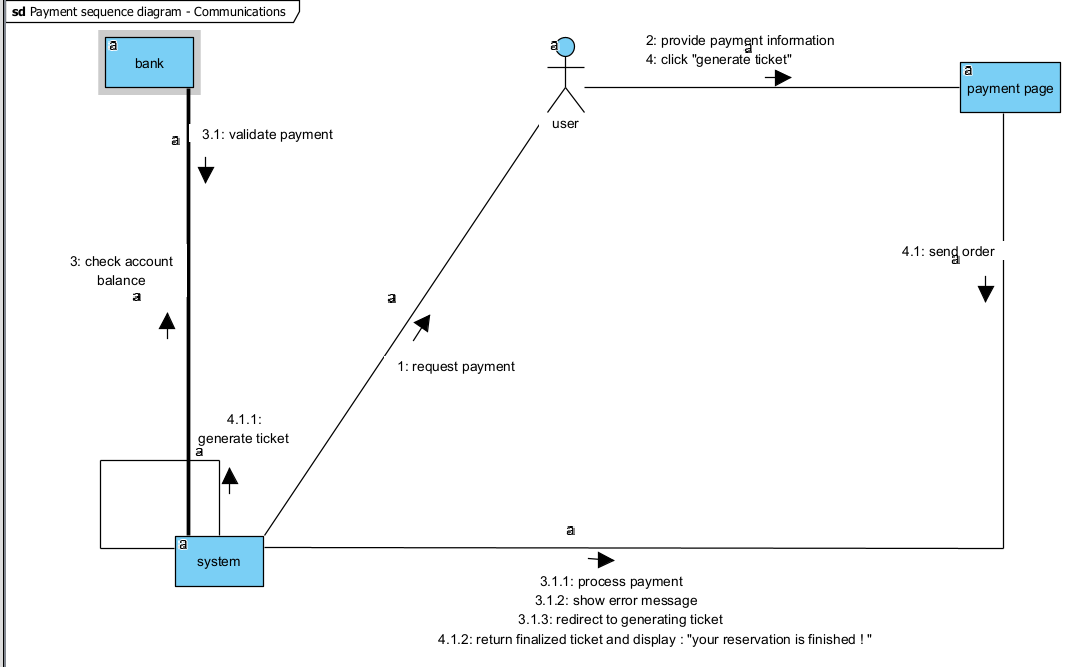 sd Payment sequence diagram - Communications
a
bank
a
user
2: provide payment information
4: click "generate ticket"
a
a
payment page
a
3.1: validate payment
3: check account
balance
a
4.1: send order
a
a
1: request payment
4.1.1:
generate ticket
a
a
system
a
3.1.1: process payment
3.1.2: show error message
3.1.3: redirect to generating ticket
4.1.2: return finalized ticket and display : "your reservation is finished ! "